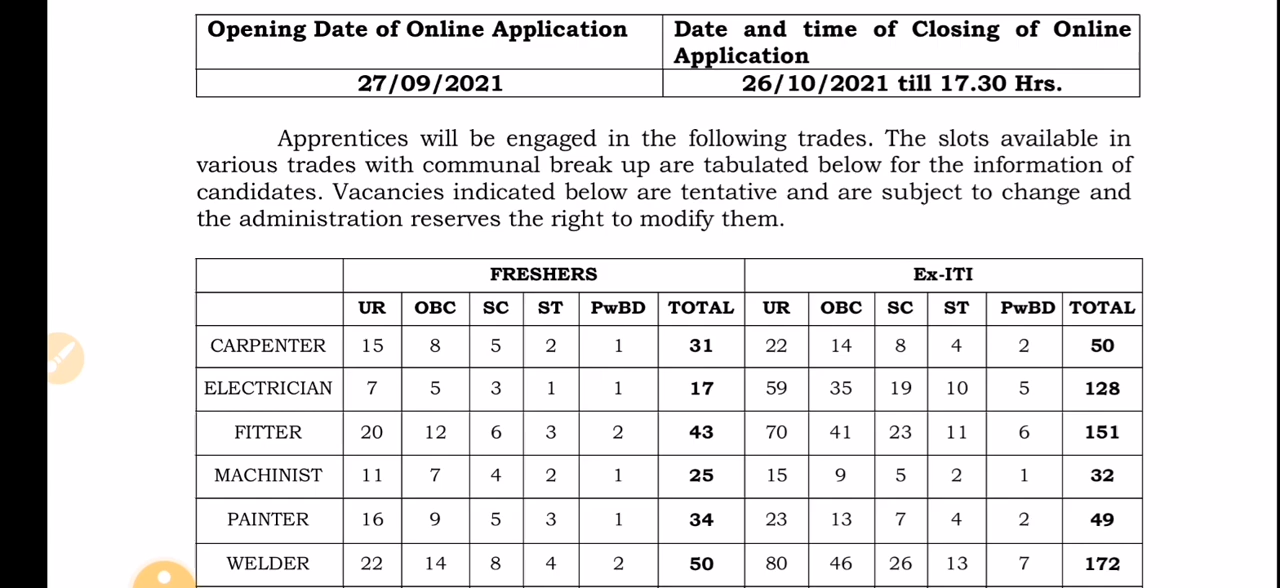 Opening Date of Online Application Date and time of Closing of Online
Application
27/09/2021 26/10/2021 till 17.30 Hrs.
Apprentices will be engaged in the following trades. The slots available in
various trades with communal break up are tabulated below for the information of
candidates. Vacancies indicated below are tentative and are subject to change and
the administration reserves the right to modify them.
FRESHERS Ex-ITI
UR OBC SC ST PwBD TOTAL UR OBC SC ST PwBD TOTAL
CARPENTER 15 8 5 2 1 31 22 14 8 4 2 50
ELECTRICIAN 7 5 3 1 1 17 59 35 19 10 5 128
FITTER 20 12 6 3 2 43 70 41 23 11 6 151
MACHINIST 11 7 4 2 1 25 15 9 5 2 1 32
PAINTER 16 9 5 3 1 34 23 13 7 4 2 49
WELDER 22 14 8 4 2 50 80 46 26 13 7 172